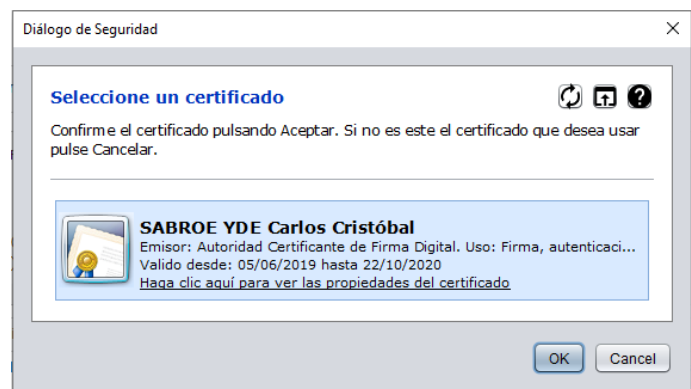 Diálogo de Seguridad
Seleccione un certificado
Confirme el certificado pulsando Aceptar. Si no es este el certificado que desea usar
pulse Cancelar.
SABROE YDE Carlos Cristóbal
Emisor: Autoridad Certificante de Firma Digital. Uso: Firma, autenticaci...
Valido desde: 05/06/2019 hasta 22/10/2020
Haga clic aquí para ver las propiedades del certificado
OK Cancel